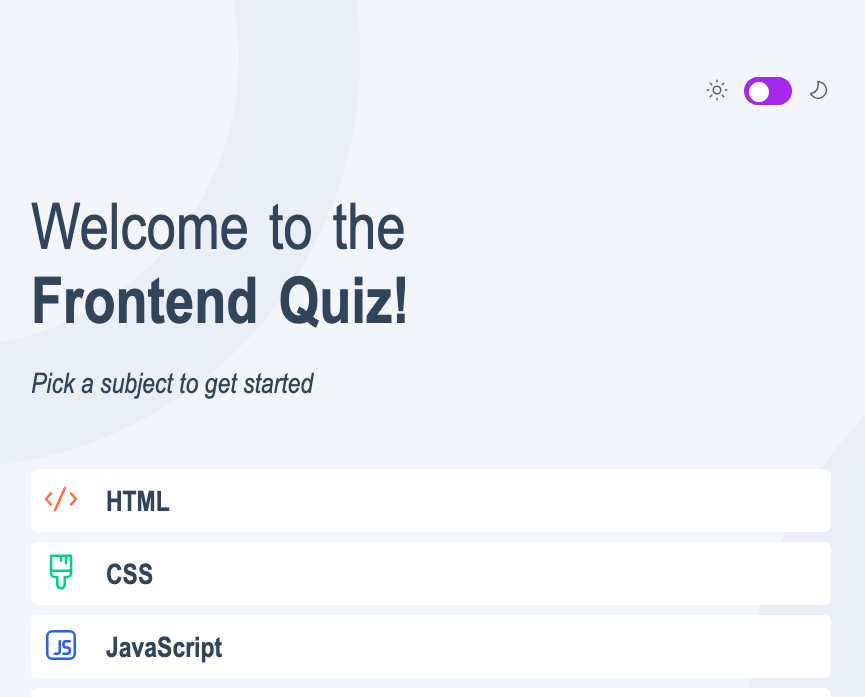 Welcome to the
Frontend Quiz!
Pick a subject to get started
HTML
CSS
JS JavaScript